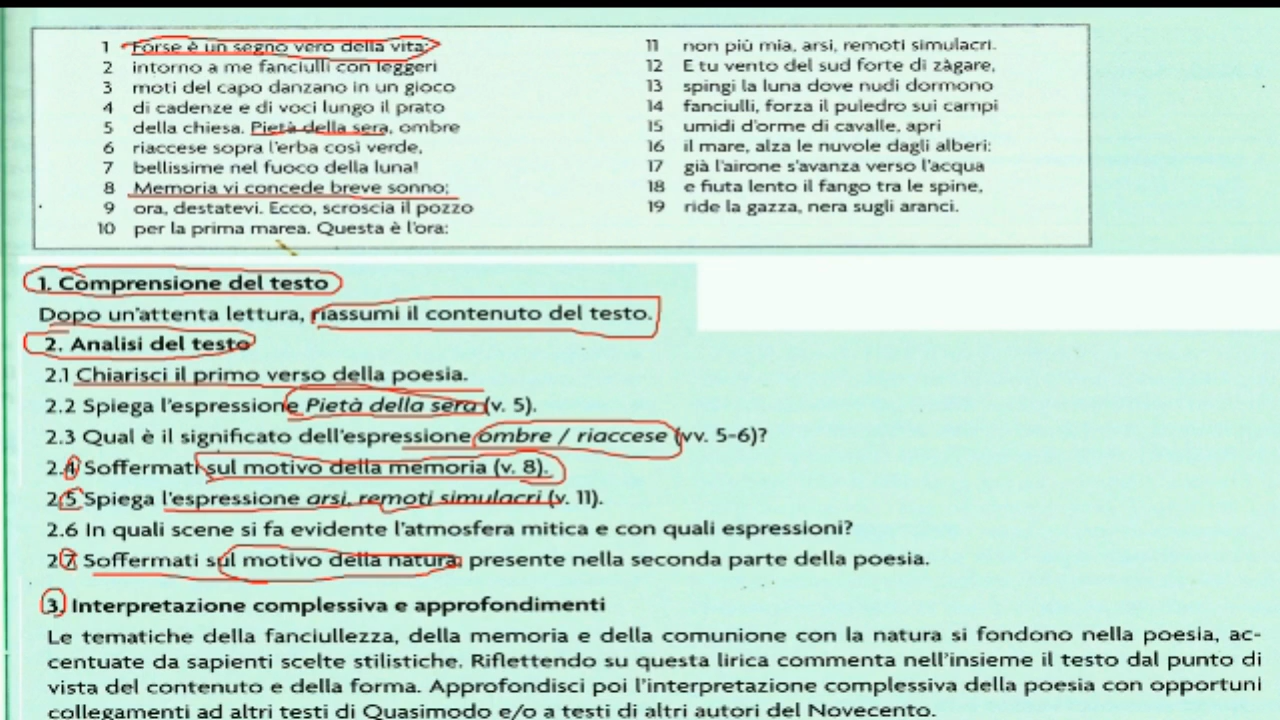 1 Forse è un segno vero della vita:
2 intorno a me fanciulli con leggeri
3 moti del capo danzano in un gioco
4 di cadenze e di voci lungo il prato
5 della chiesa. Pietà della sera, ombre
6 riaccese sopra l'erba così verde,
7 bellissime nel fuoco della luna!
8 Memoria vi concede breve sonno:
9 ora, destatevi. Ecco, scroscia il pozzo
10 per la prima marea. Questa è l'ora:
11 non più mia, arsi, remoti simulacri.
12 E tu vento del sud forte di zàgare,
13 spingi la luna dove nudi dormono
14 fanciulli, forza il puledro sui campi
15 umidi d'orme di cavalle, apri
16 il mare, alza le nuvole dagli alberi:
17 già l'airone s'avanza verso l'acqua
18 e fiuta lento il fango tra le spine,
19 ride la gazza, nera sugli aranci.
1. Comprensione del testo
Dopo un'attenta lettura, riassumi il contenuto del testo.
2. Analisi del testo
2.1 Chiarisci il primo verso della poesia.
2.2 Spiega l'espressione Pietà della sera (v. 5).
2.3 Qual è il significato dell'espressione ombre / riaccese (vv. 5-6)?
2.4 Soffermati sul motivo della memoria (v. 8).
2.5 Spiega l'espressione arsi, remoti simulacri (v. 11).
2.6 In quali scene si fa evidente l'atmosfera mitica e con quali espressioni?
2.7 Soffermati sul motivo della natura, presente nella seconda parte della poesia.
3. Interpretazione complessiva e approfondimenti
Le tematiche della fanciullezza, della memoria e della comunione con la natura si fondono nella poesia, ac-
centuate da sapienti scelte stilistiche. Riflettendo su questa lirica commenta nell'insieme il testo dal punto di
vista del contenuto e della forma. Approfondisci poi l'interpretazione complessiva della poesia con opportuni
collegamenti ad altri testi di Quasimodo e/o a testi di altri autori del Novecento.